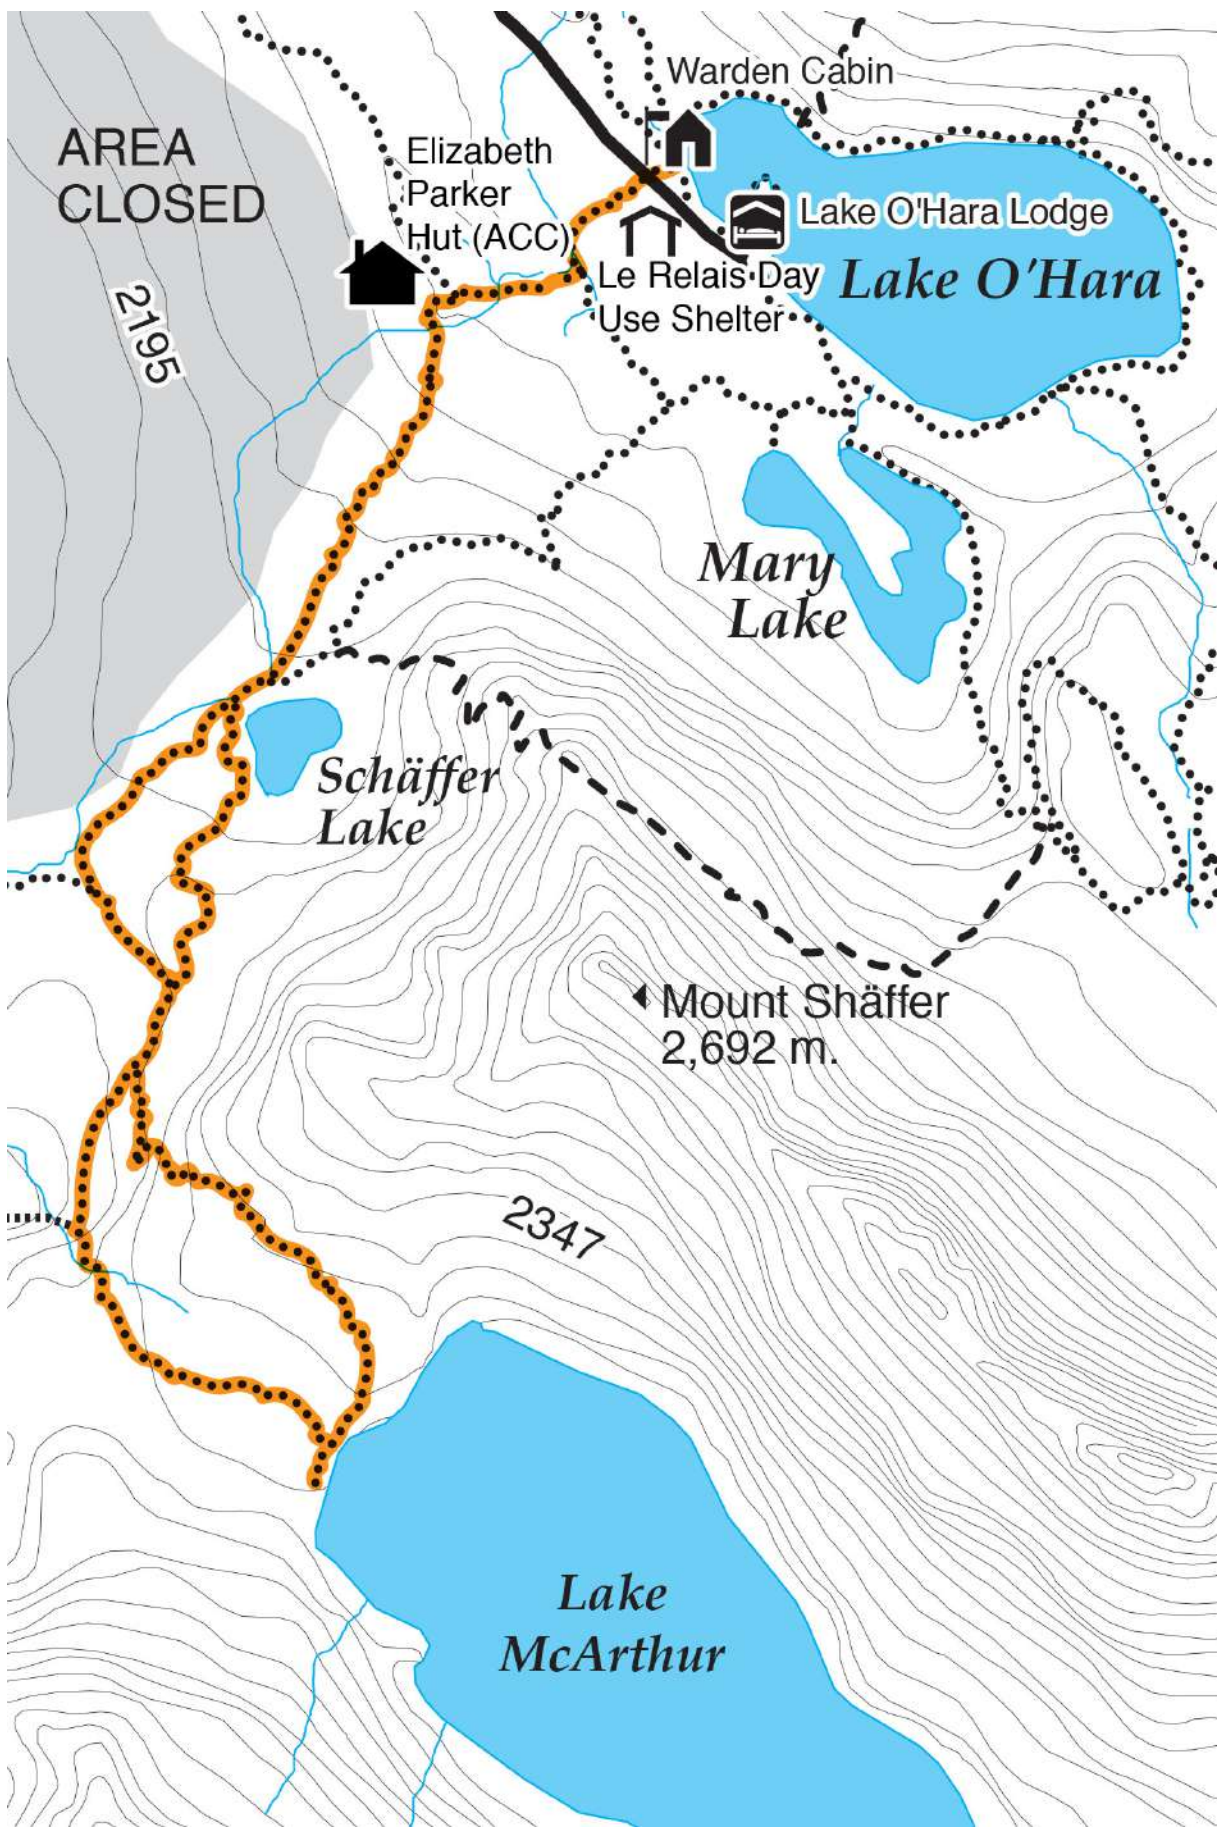 Warden Cabin
AREA
CLOSED
Elizabeth
Parker
Hut (ACC)
Lake O'Hara Lodge
Le Relais Day
Use Shelter
Lake O'Hara
2195
Mary
Lake
Schäffer
Lake
Mount Shäffer
2,692 m.
2347
Lake
McArthur